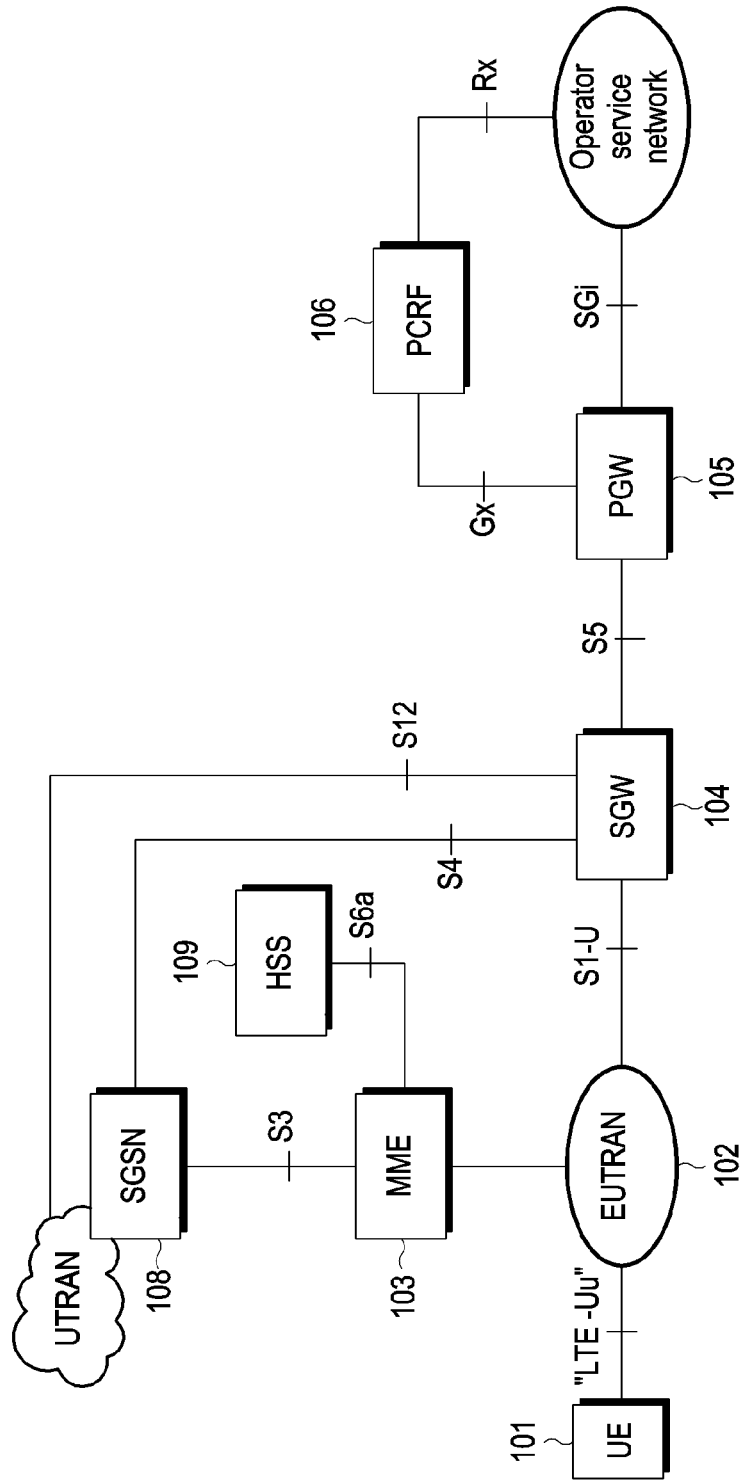 UTRAN
SGSN
108
S3
MME
103
109
HSS
S6a
S12
S4
106
PCRF
Gx
Rx
101
UE
"LTE -Uu"
EUTRAN
102
S1-U
SGW
104
S5
PGW
105
SGi
Operator
service
network